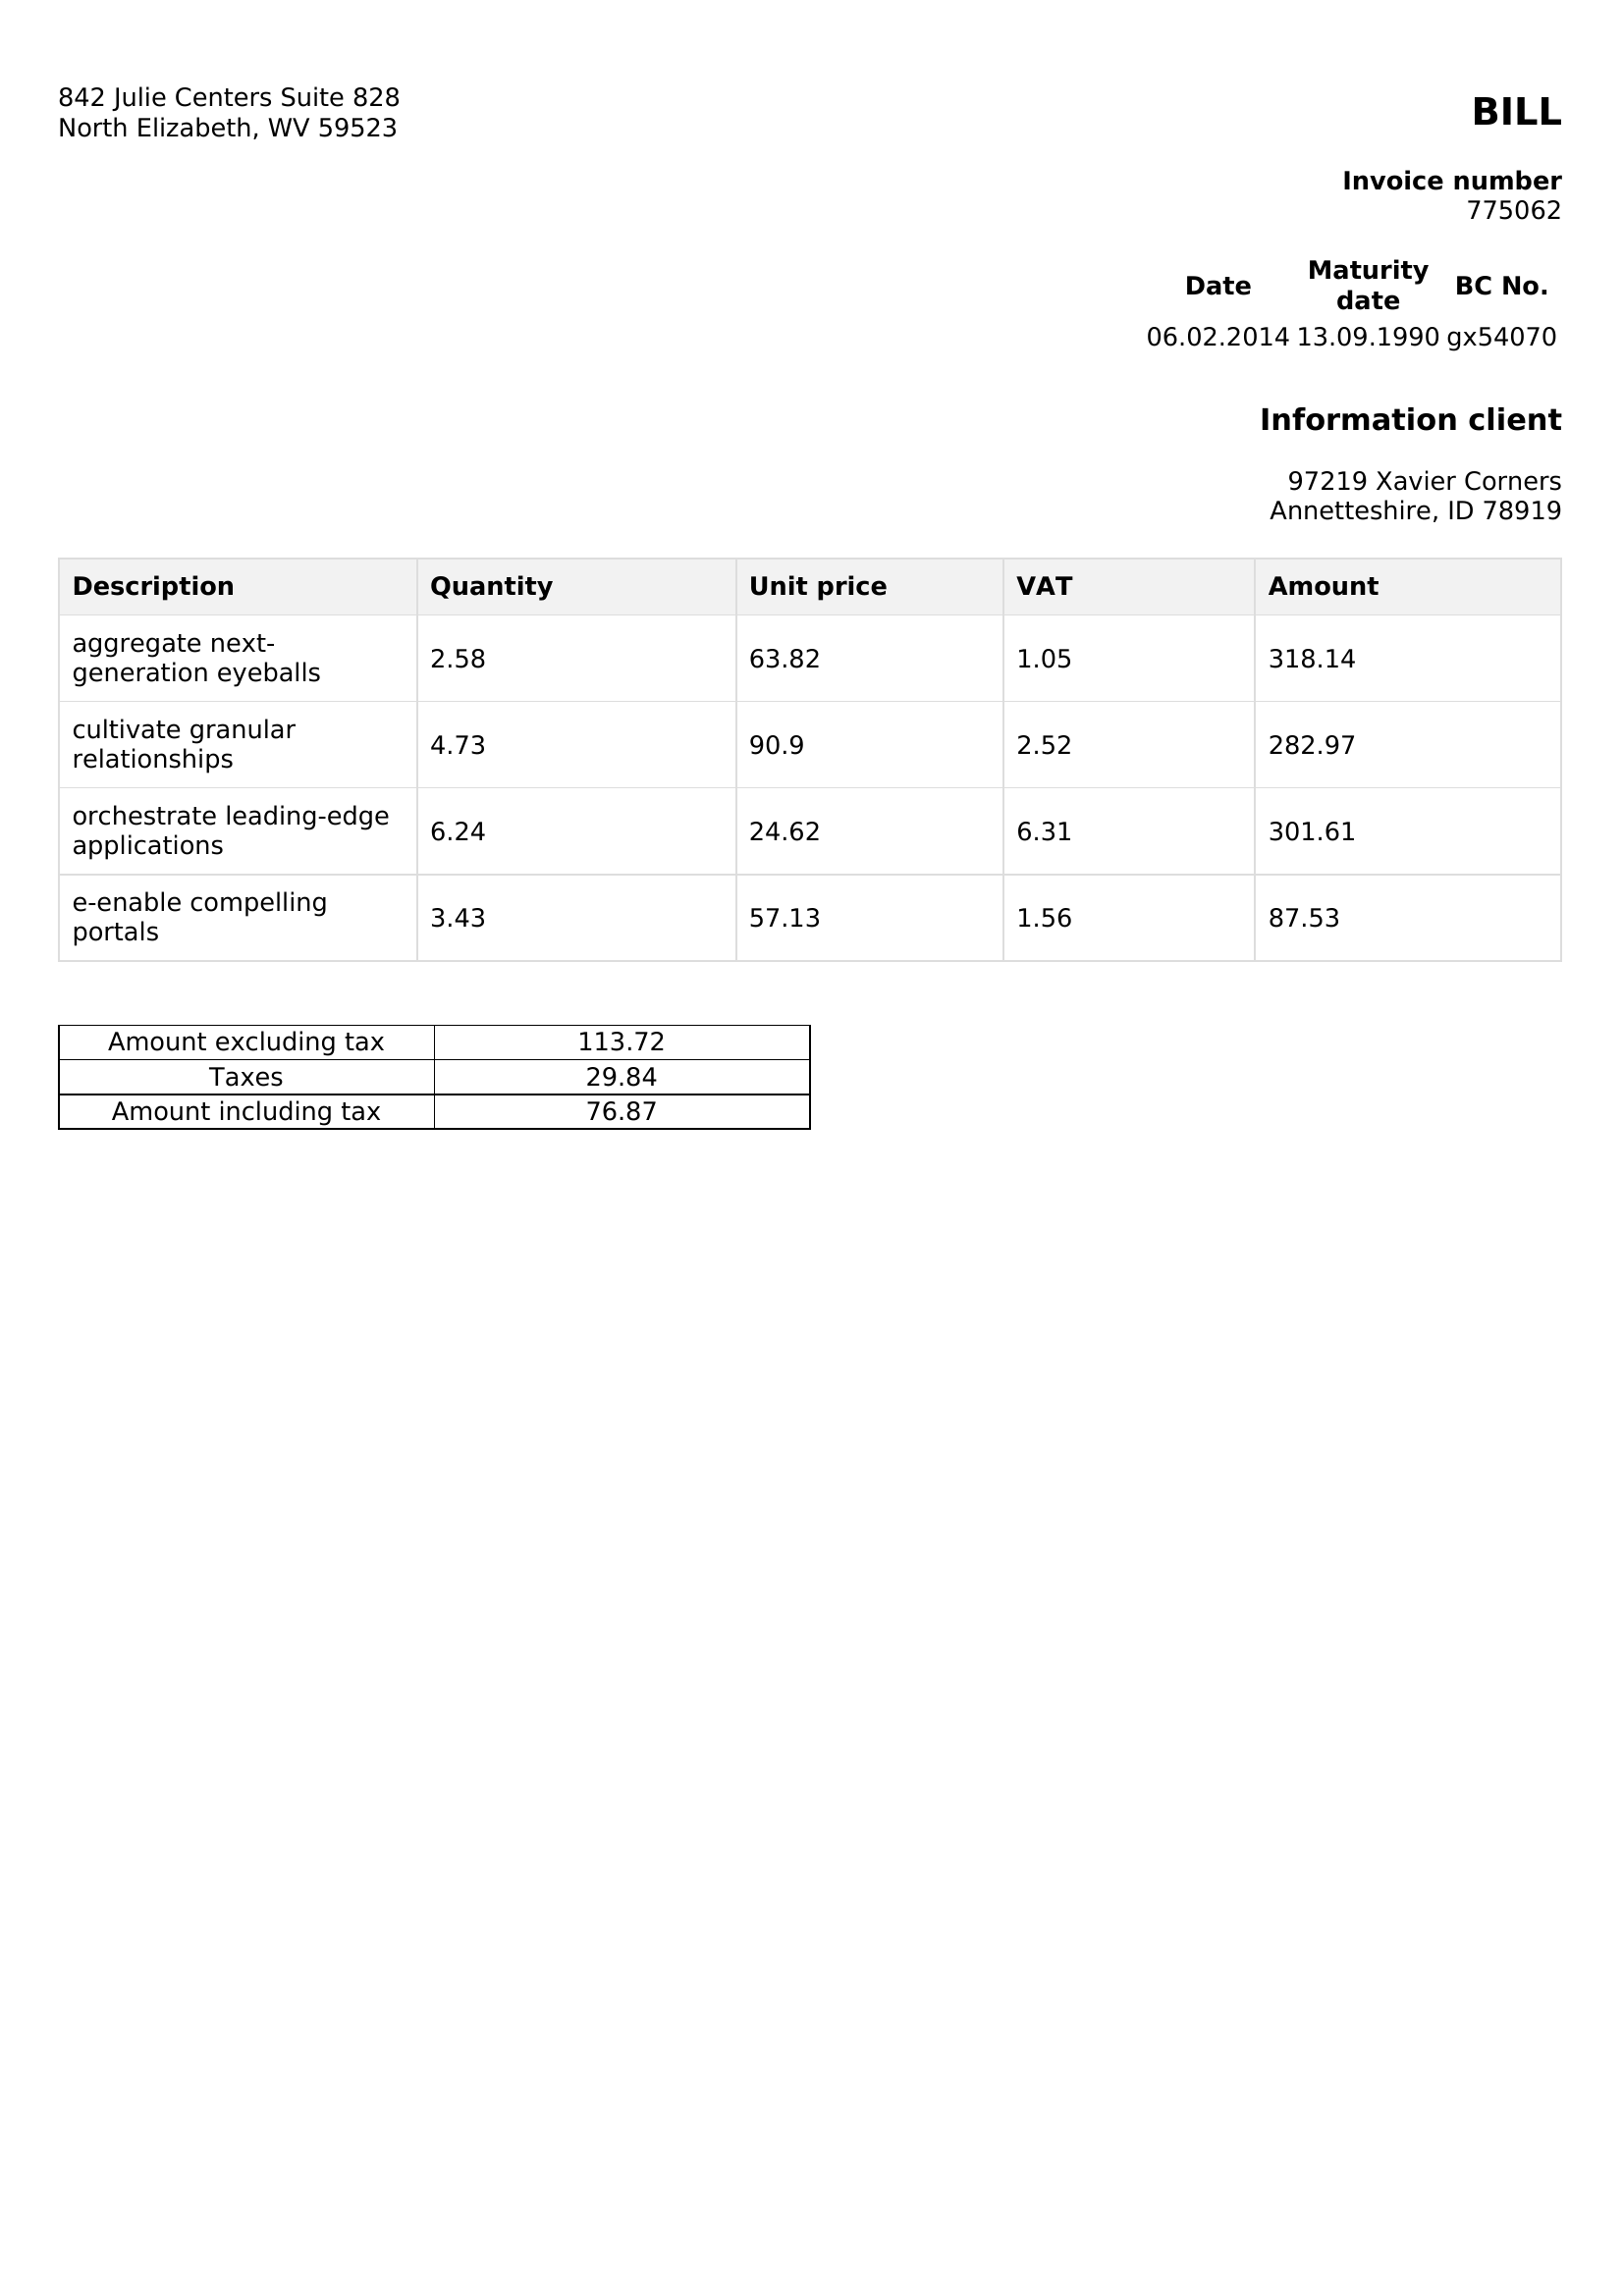 842 Julie Centers Suite 828
North Elizabeth, WV 59523
BILL
Invoice number
775062
Date Maturity date BC No.
06.02.2014 13.09.1990 gx54070
Information client
97219 Xavier Corners
Annetteshire, ID 78919
Description Quantity Unit price VAT Amount
aggregate next-
generation eyeballs 2.58 63.82 1.05 318.14
cultivate granular
relationships 4.73 90.9 2.52 282.97
orchestrate leading-edge
applications 6.24 24.62 6.31 301.61
e-enable compelling
portals 3.43 57.13 1.56 87.53
Amount excluding tax 113.72
Taxes 29.84
Amount including tax 76.87